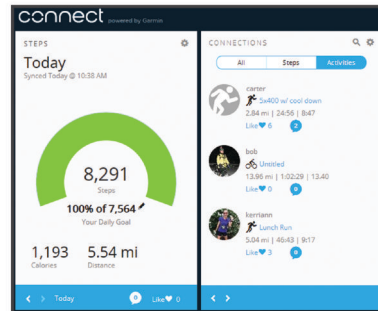 connect powered by Garmin
STEPS
Today
Synced Today @ 10:38 AM
8,291
Steps
100% of 7,564
Your Daily Goal
1,193
Calories
5.54 mi
Distance
Today
0
Like 0
CONNECTIONS
All
Steps
Activities
carter
5x400 w/ cool down
2.84 mi | 24:56 | 8:47
Like 6
2
bob
Untitled
13.96 mi | 1:02:29 | 13.40
Like 0
0
kerriann
Lunch Run
5.04 mi | 46:43 | 9:17
Like 3
0